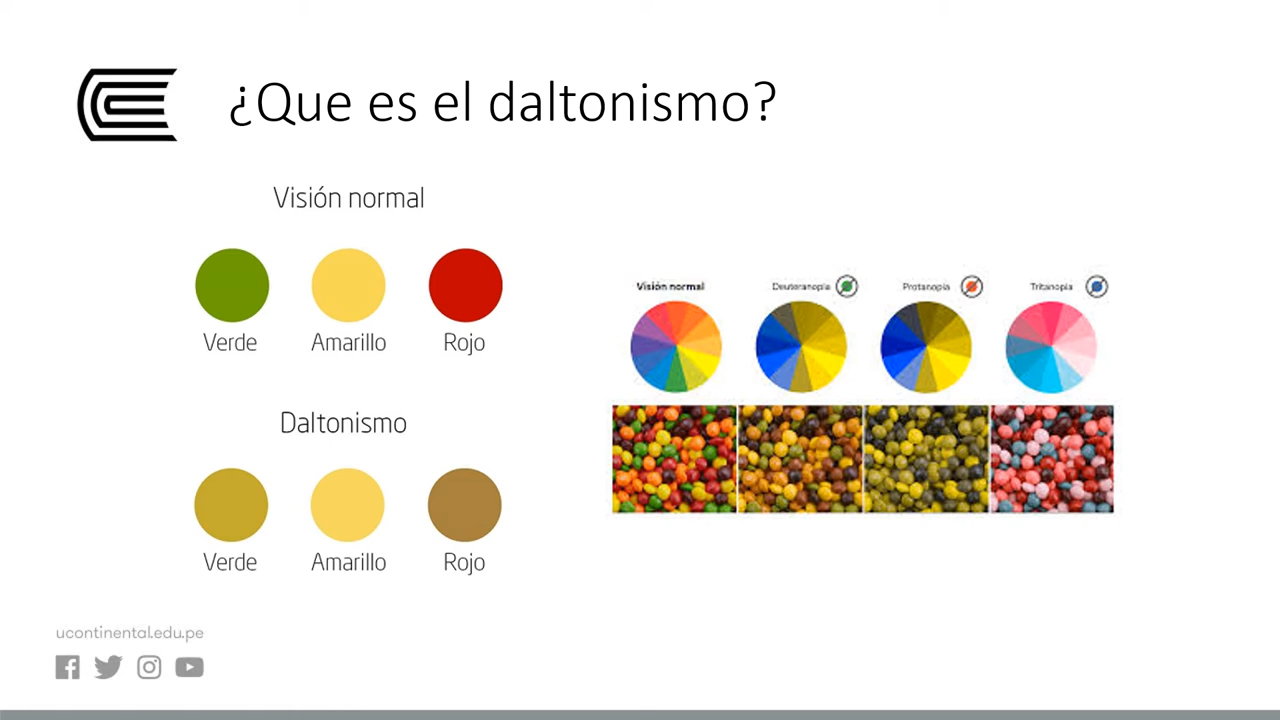 ¿Que es el daltonismo?
Visión normal
Verde Amarillo Rojo
Daltonismo
Verde Amarillo Rojo
Visión normal Deuteranopia Protanopia Tritanopia
ucontinental.edu.pe